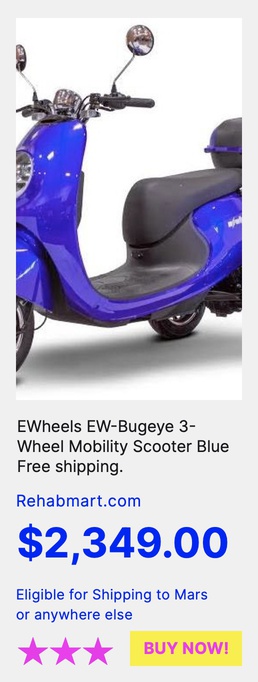 EWheels EW-Bugeye 3-
Wheel Mobility Scooter Blue
Free shipping.
Rehabmart.com
$2,349.00
Eligible for Shipping to Mars
or anywhere else
BUY NOW!